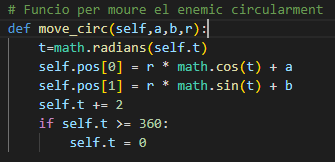 # Funcio per moure el enemic circularment
def move_circ(self,a,b,r):
    t=math.radians(self.t)
    self.pos[0] = r * math.cos(t) + a
    self.pos[1] = r * math.sin(t) + b
    self.t += 2
    if self.t >= 360:
        self.t = 0